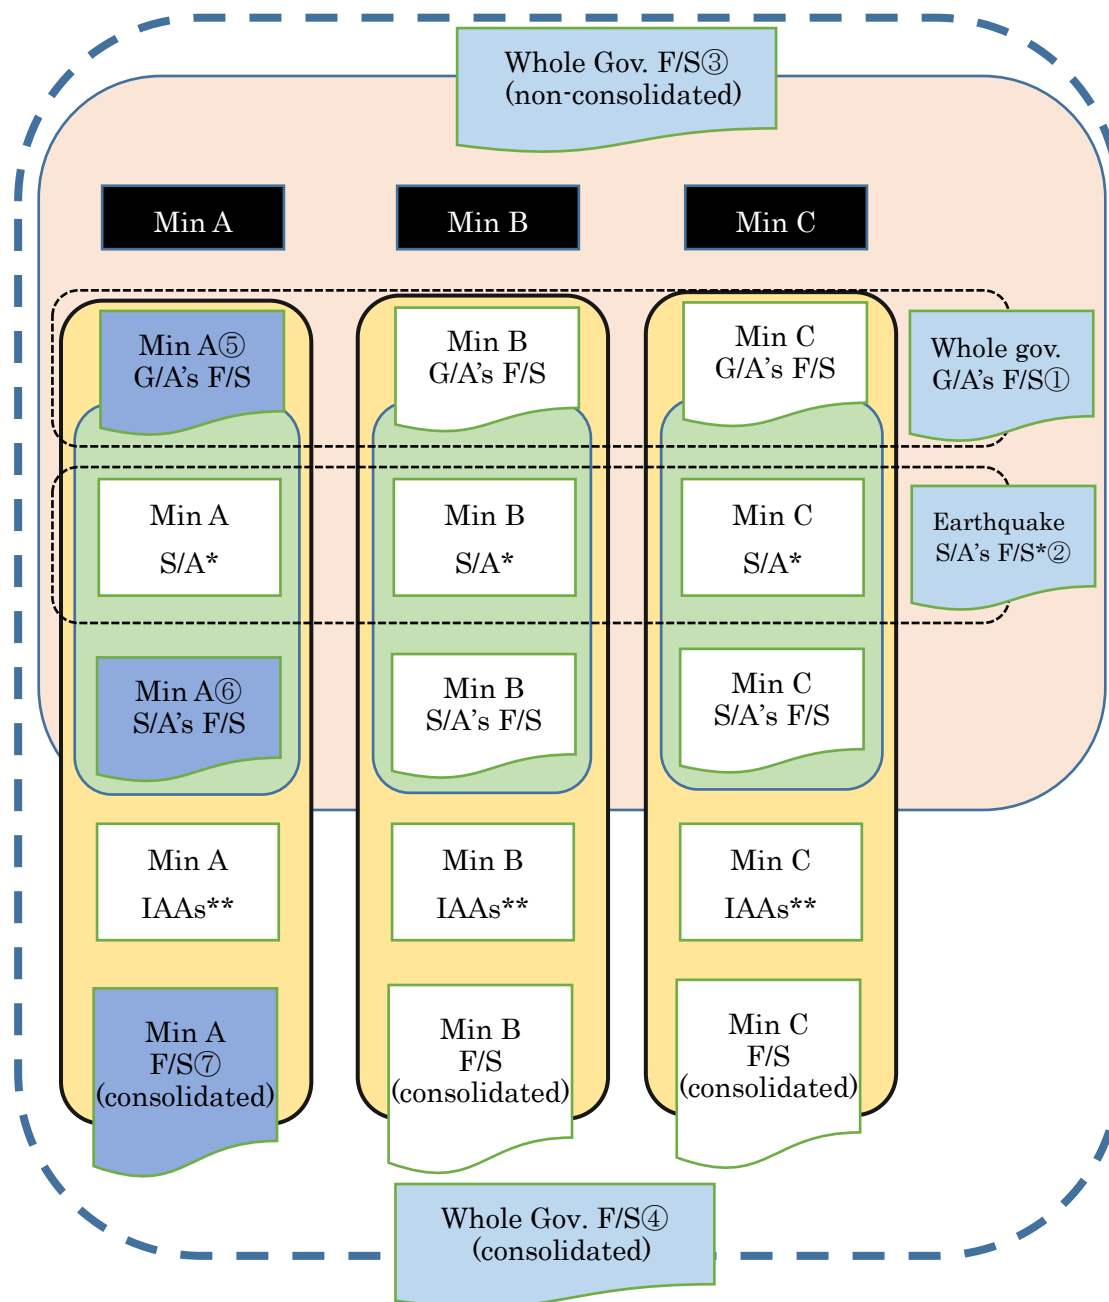 Whole Gov. F/S③
(non-consolidated)
Min A
Min B
Min C
Min A⑤
G/A’s F/S
Min B
G/A’s F/S
Min C
G/A’s F/S
Whole gov.
G/A’s F/S①
Min A
S/A*
Min B
S/A*
Min C
S/A*
Earthquake
S/A’s F/S*②
Min A⑥
S/A’s F/S
Min B
S/A’s F/S
Min C
S/A’s F/S
Min A
IAAs**
Min B
IAAs**
Min C
IAAs**
Min A
F/S⑦
(consolidated)
Min B
F/S
(consolidated)
Min C
F/S
(consolidated)
Whole Gov. F/S④
(consolidated)